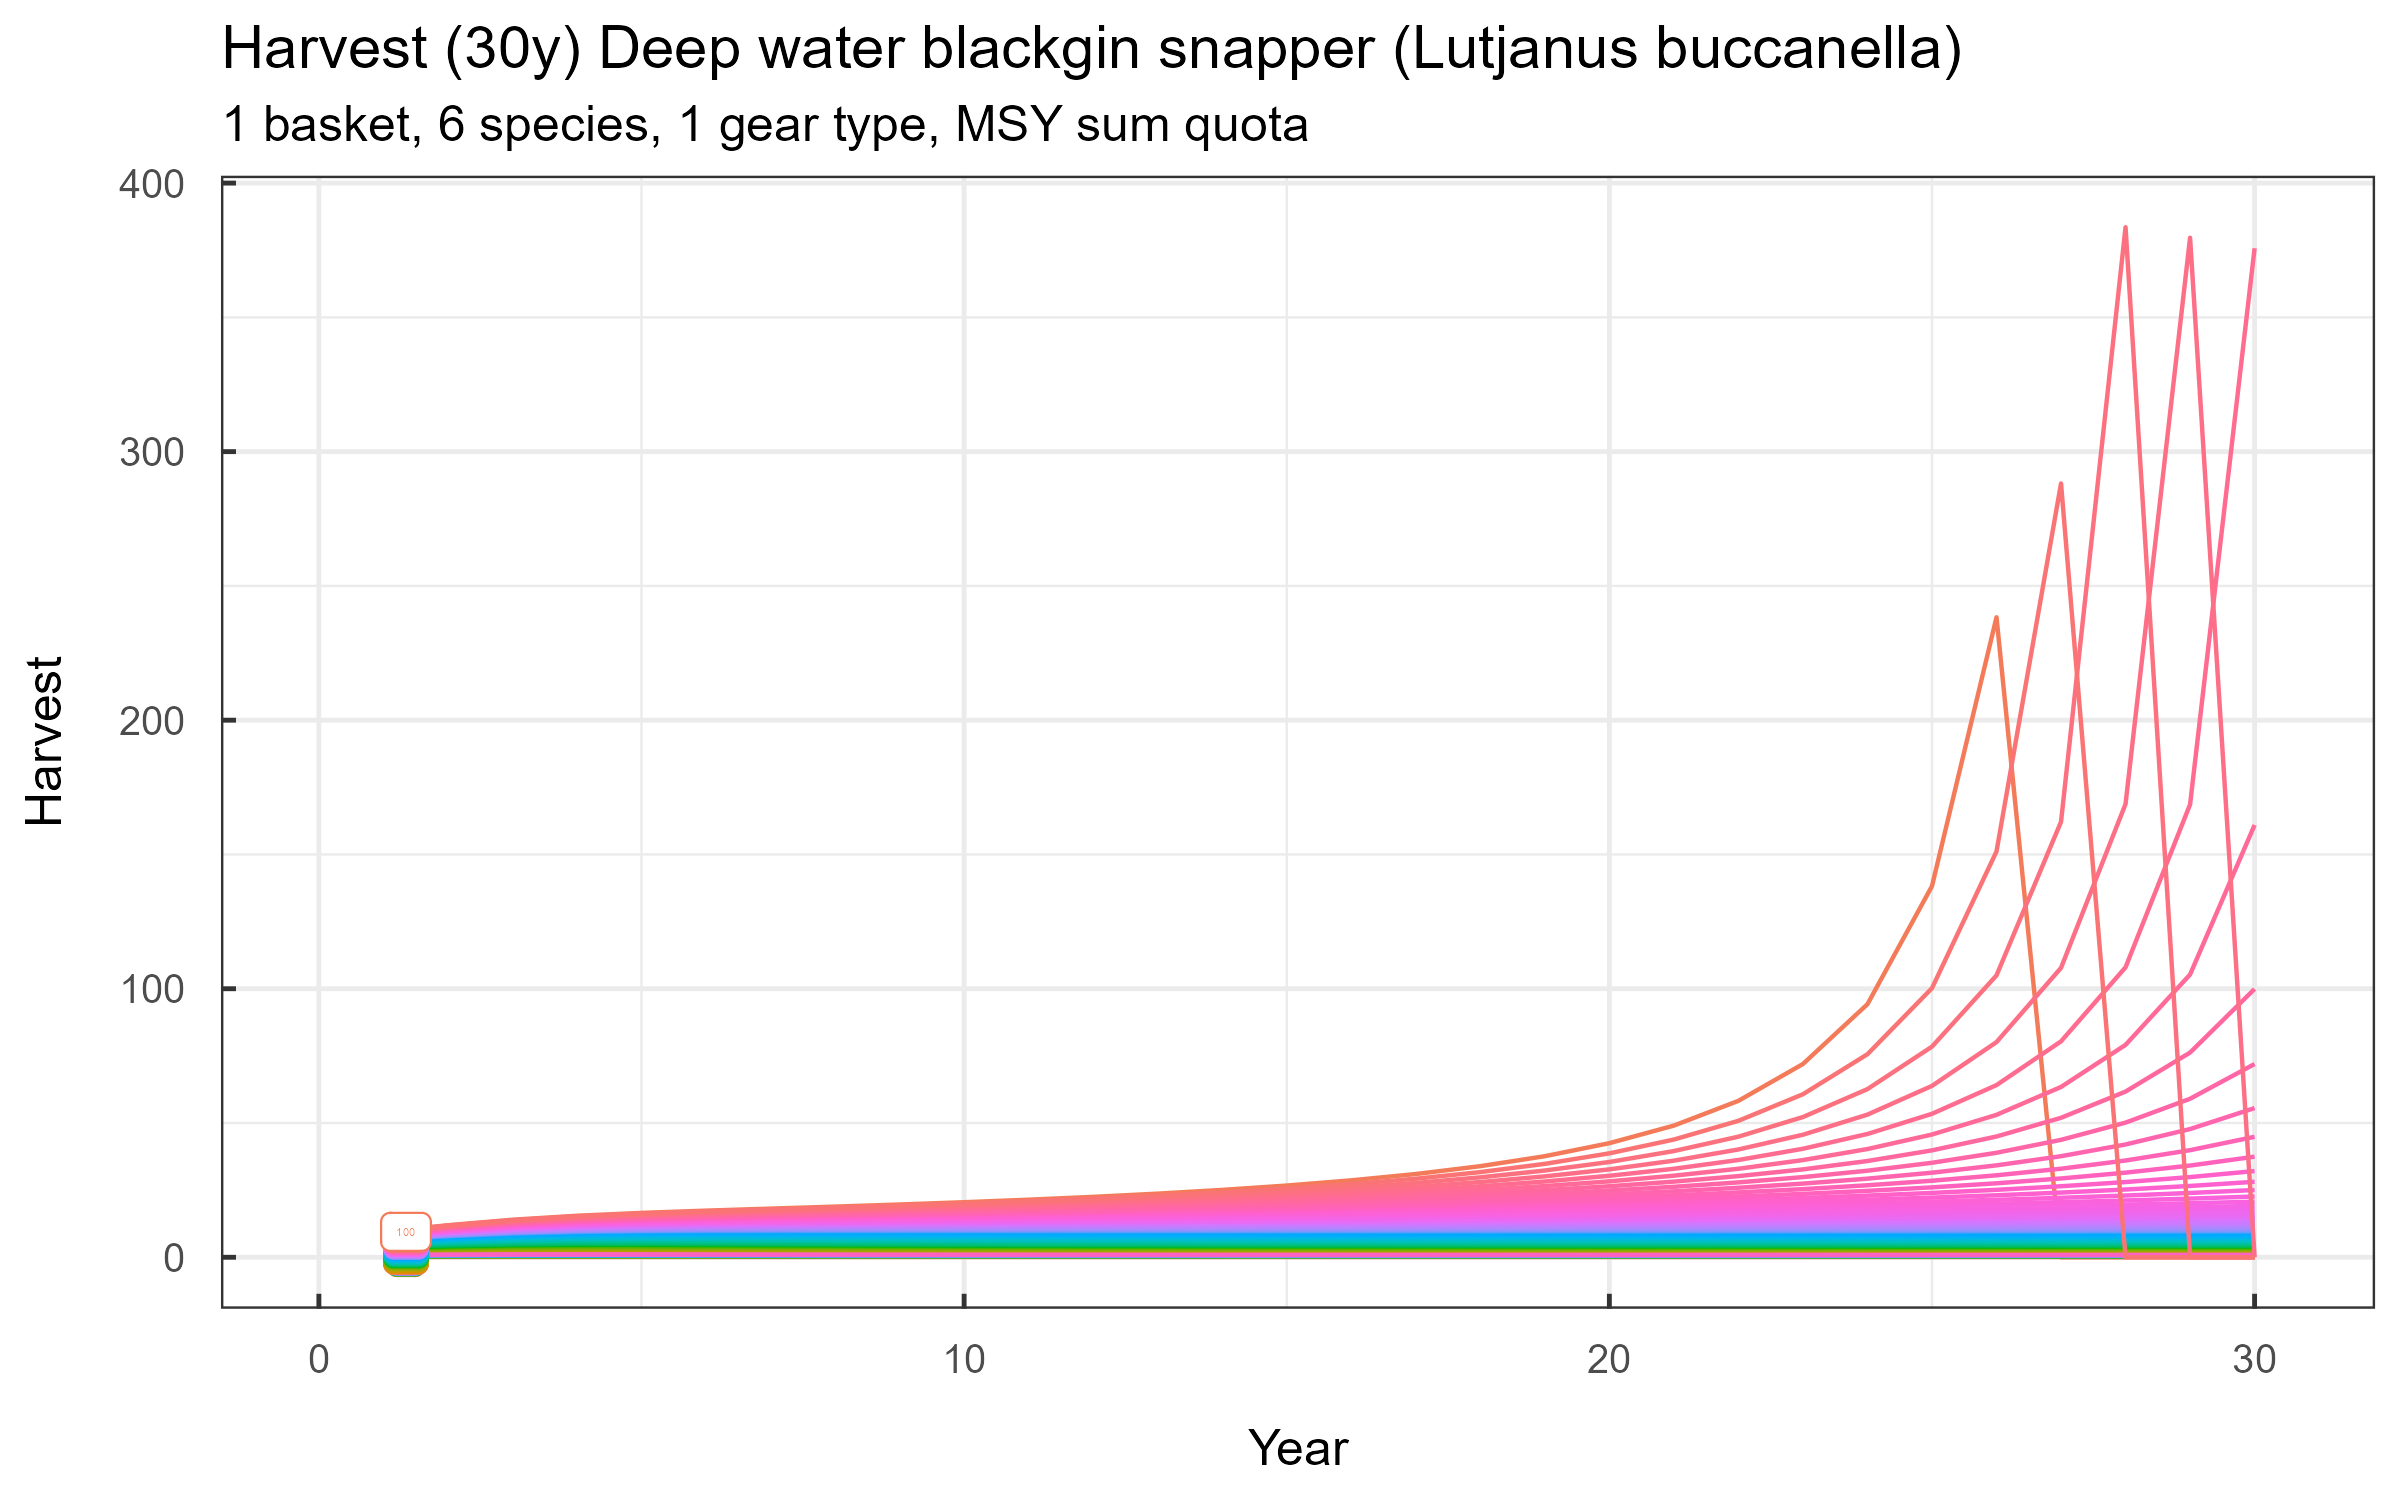 Harvest (30y) Deep water blackgin snapper (Lutjanus buccanella)
1 basket, 6 species, 1 gear type, MSY sum quota
400
300
200
100
0
Harvest
100
0
10
20
30
Year